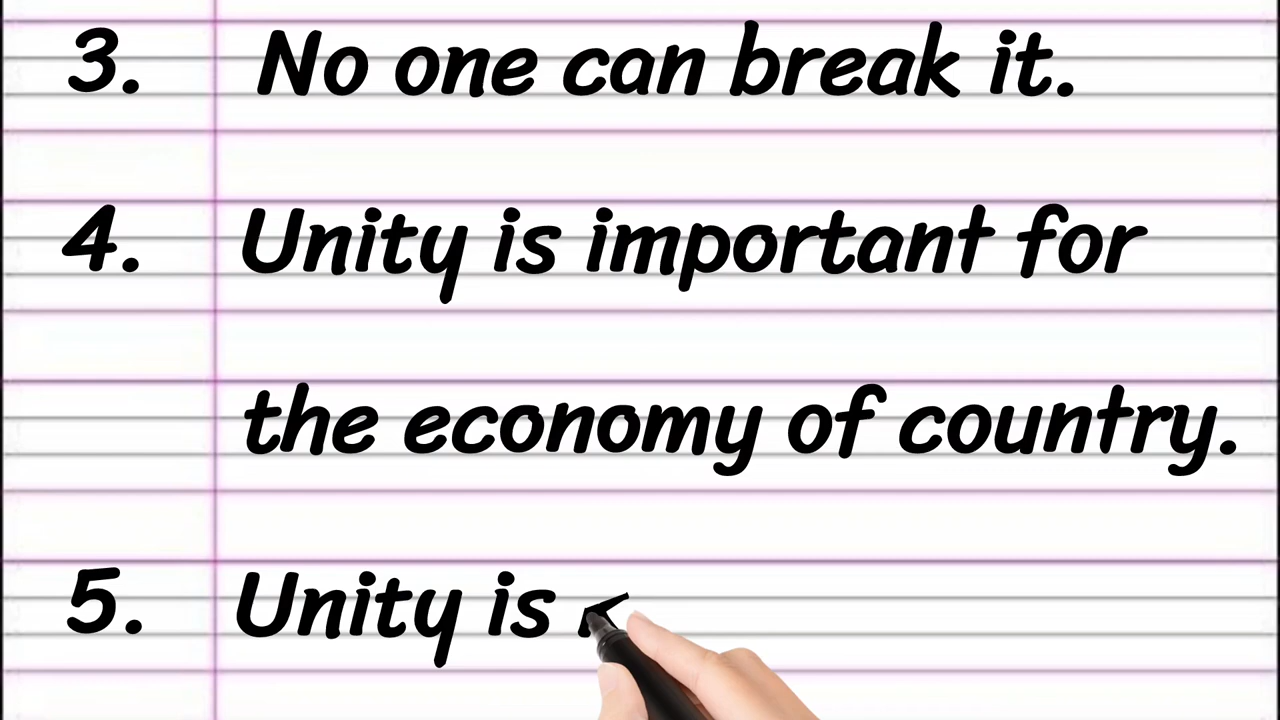 3. No one can break it.
4. Unity is important for
the economy of country.
5. Unity is